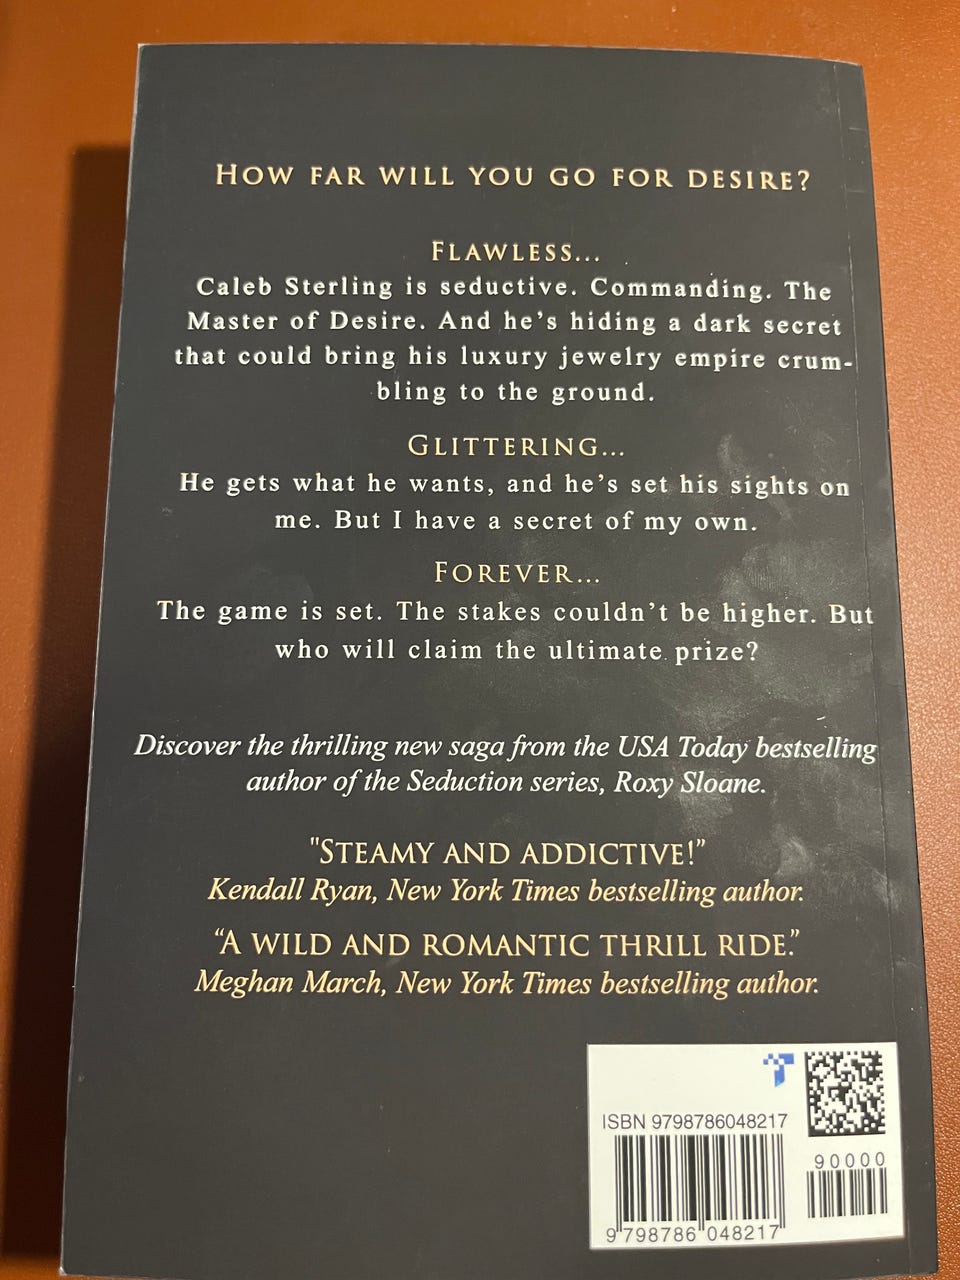 HOW FAR WILL YOU GO FOR DESIRE?
FLAWLESS...
Caleb Sterling is seductive. Commanding. The
Master of Desire. And he's hiding a dark secret
that could bring his luxury jewelry empire crum-
bling to the ground.
GLITTERING...
He gets what he wants, and he's set his sights on
me. But I have a secret of my own.
FOREVER...
The game is set. The stakes couldn't be higher. But
who will claim the ultimate prize?
Discover the thrilling new saga from the USA Today bestselling
author of the Seduction series, Roxy Sloane.
"STEAMY AND ADDICTIVE!”
Kendall Ryan, New York Times bestselling author.
“A WILD AND ROMANTIC THRILL RIDE.”
Meghan March, New York Times bestselling author.
ISBN 9798786048217
90000
9 798786 048217